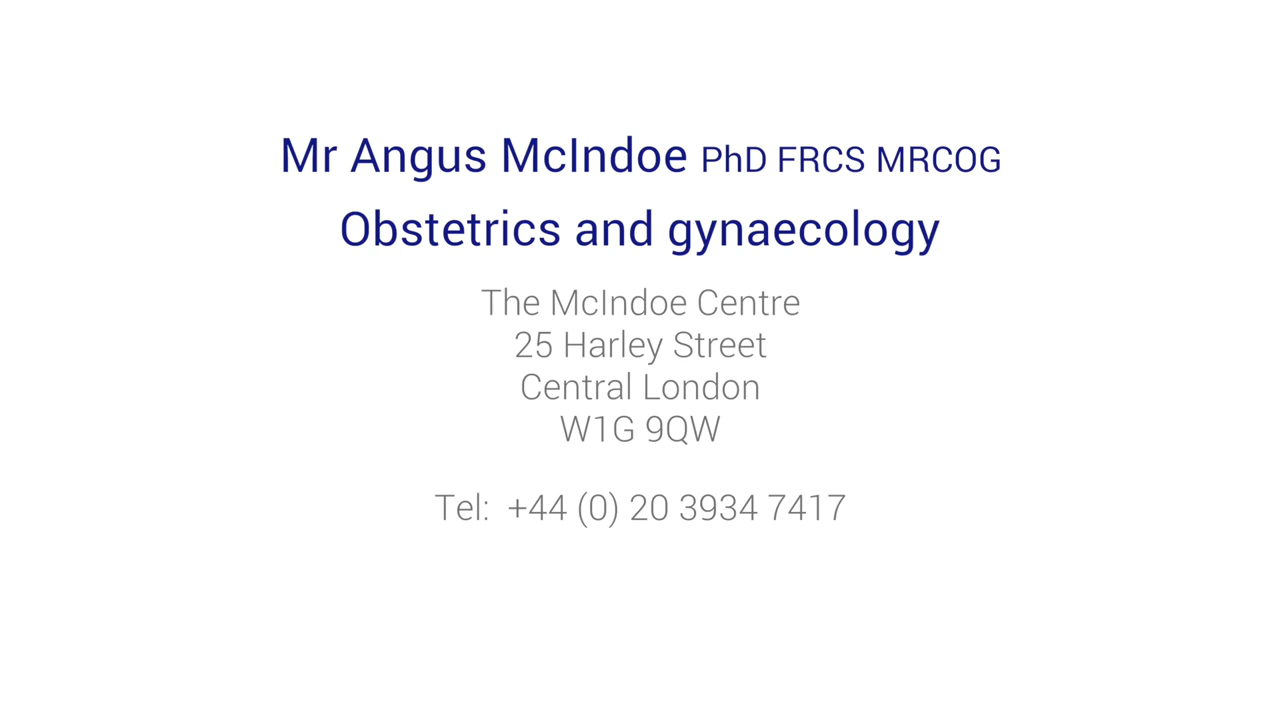 Mr Angus McIndoe PhD FRCS MRCOG
Obstetrics and gynaecology
The McIndoe Centre
25 Harley Street
Central London
W1G 9QW
Tel: +44 (0) 20 3934 7417